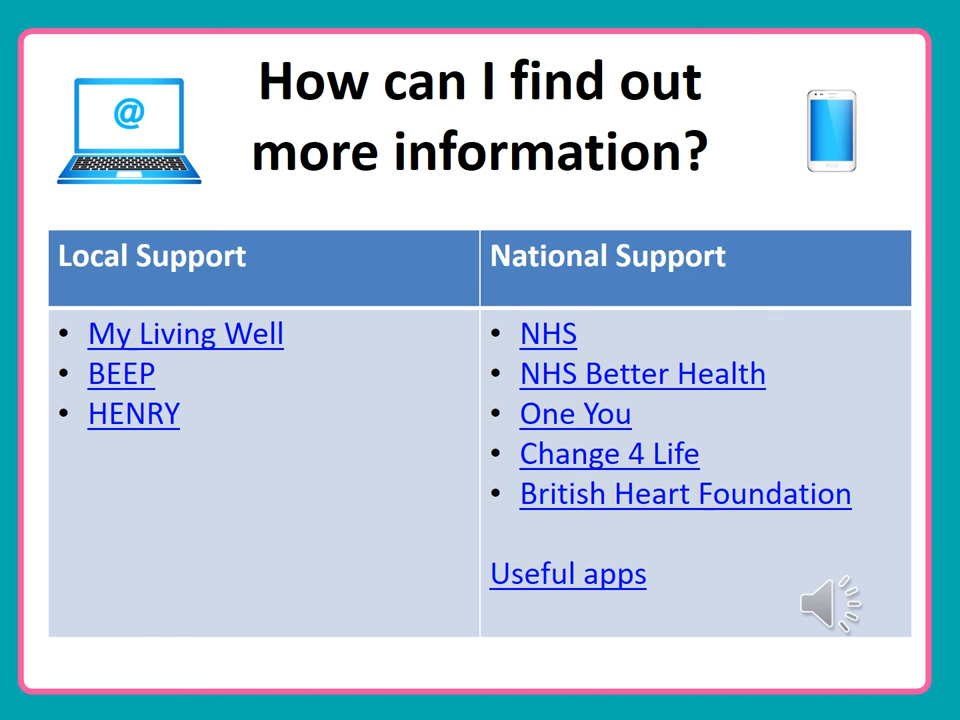 @
How can I find out
more information?
Local Support
National Support
• My Living Well
• BEEP
• HENRY
• NHS
• NHS Better Health
• One You
• Change 4 Life
• British Heart Foundation
Useful apps